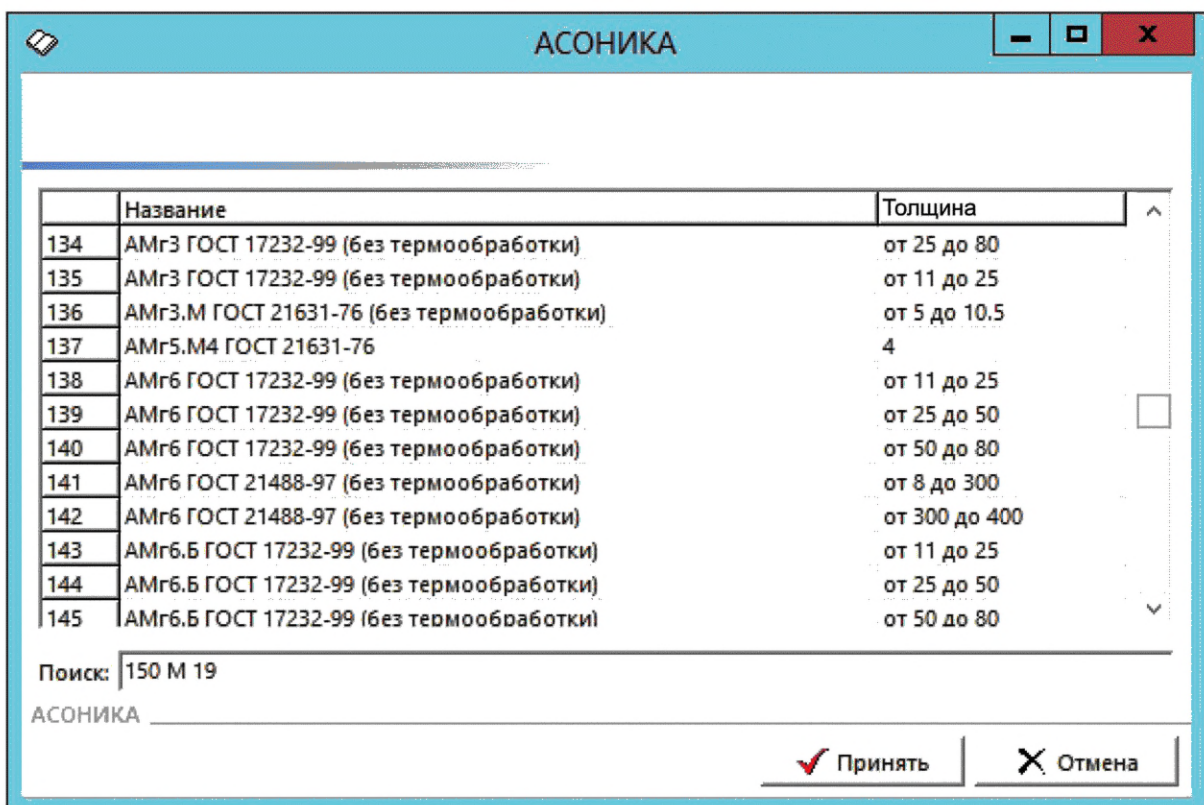 АСОНИКА
Название Толщина
134 АМг3 ГОСТ 17232-99 (без термообработки) от 25 до 80
135 АМг3 ГОСТ 17232-99 (без термообработки) от 11 до 25
136 АМг3.М ГОСТ 21631-76 (без термообработки) от 5 до 10.5
137 АМг5.М4 ГОСТ 21631-76 4
138 АМг6 ГОСТ 17232-99 (без термообработки) от 11 до 25
139 АМг6 ГОСТ 17232-99 (без термообработки) от 25 до 50
140 АМг6 ГОСТ 17232-99 (без термообработки) от 50 до 80
141 АМг6 ГОСТ 21488-97 (без термообработки) от 8 до 300
142 АМг6 ГОСТ 21488-97 (без термообработки) от 300 до 400
143 АМг6.Б ГОСТ 17232-99 (без термообработки) от 11 до 25
144 АМг6.Б ГОСТ 17232-99 (без термообработки) от 25 до 50
145 АМг6.Б ГОСТ 17232-99 (без термообработки) от 50 до 80
Поиск: 150 М 19
АСОНИКА
Принять Отмена